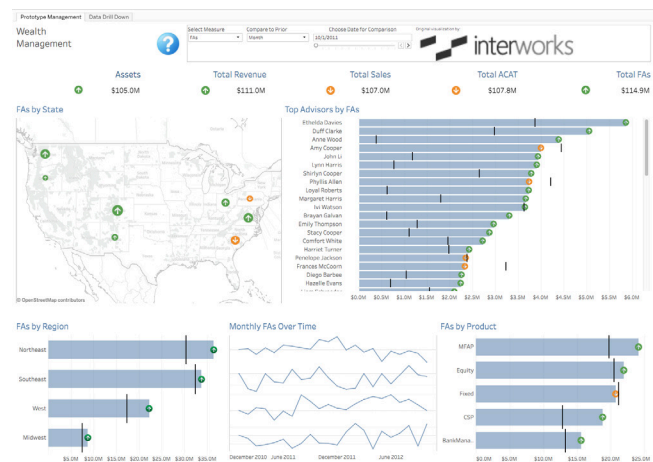 Prototype Management
Data Drill Down
Wealth
Management
?
Select Measure
FAs
Compare to Prior
Month
Choose Date for Comparison
10/1/2011
Original visualization by:
interworks
Assets
$105.0M
Total Revenue
$111.0M
Total Sales
$107.0M
Total ACAT
$107.8M
Total FAs
$114.9M
FAs by State
© OpenStreetMap contributors
Top Advisors by FAs
Ethelda Davies
Duff Clarke
Anne Wood
Amy Cooper
John Li
Lynn Harris
Shirlyn Cooper
Phyllis Allen
Loyal Roberts
Margaret Harris
Ivi Watson
Brayan Galvan
Emily Thompson
Stacy Cooper
Comfort White
Harriet Turner
Penelope Jackson
Frances McCoorn
Diego Barbee
Hazelle Evans
$0.0M $0.5M $1.0M $1.5M $2.0M $2.5M $3.0M $3.5M $4.0M $4.5M $5.0M $5.5M $6.0M
FAs by Region
Northeast
Southeast
West
Midwest
$5.0M $10.0M $15.0M $20.0M $25.0M $30.0M $35.0M
Monthly FAs Over Time
December 2010 June 2011 December 2011 June 2012
FAs by Product
MFAP
Equity
Fixed
CSP
BankMana..
$0.0M $5.0M $10.0M $15.0M $20.0M $25.0M